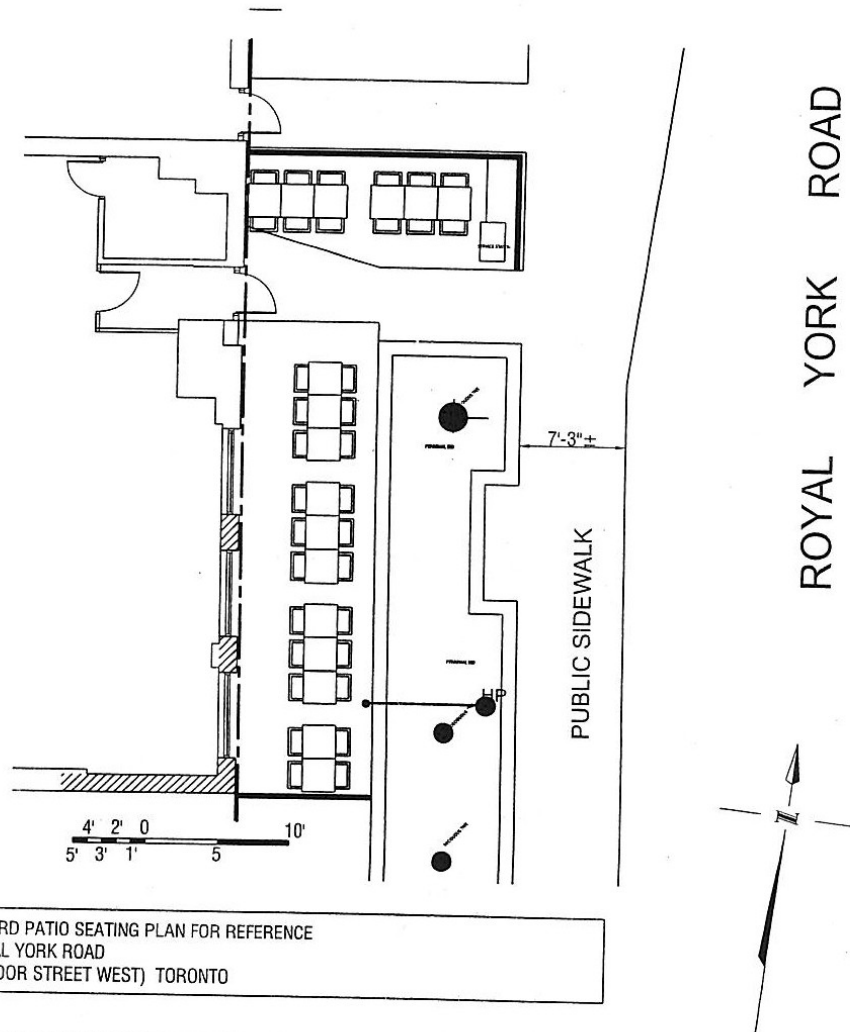 ROYAL YORK ROAD
7'-3"±
PUBLIC SIDEWALK
HP
N
4' 2' 0 10'
5' 3' 1' 5
RD PATIO SEATING PLAN FOR REFERENCE
L YORK ROAD
OOR STREET WEST) TORONTO